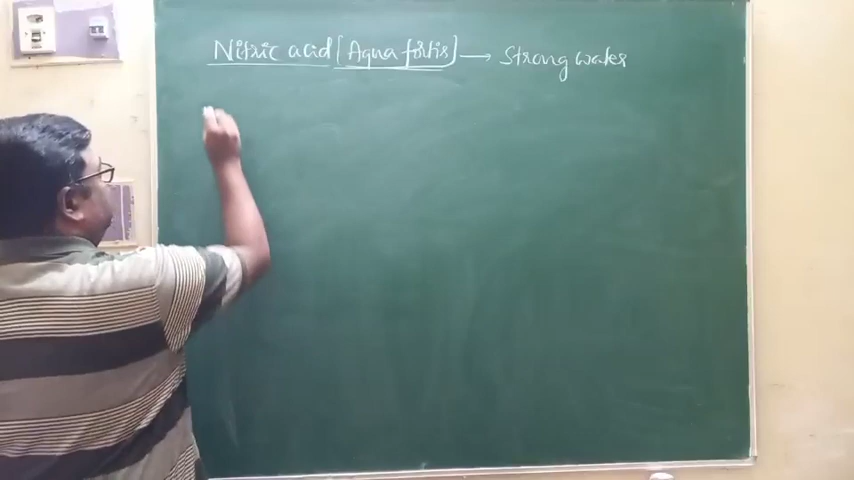 Nitric acid [Aqua fortis] → Strong water